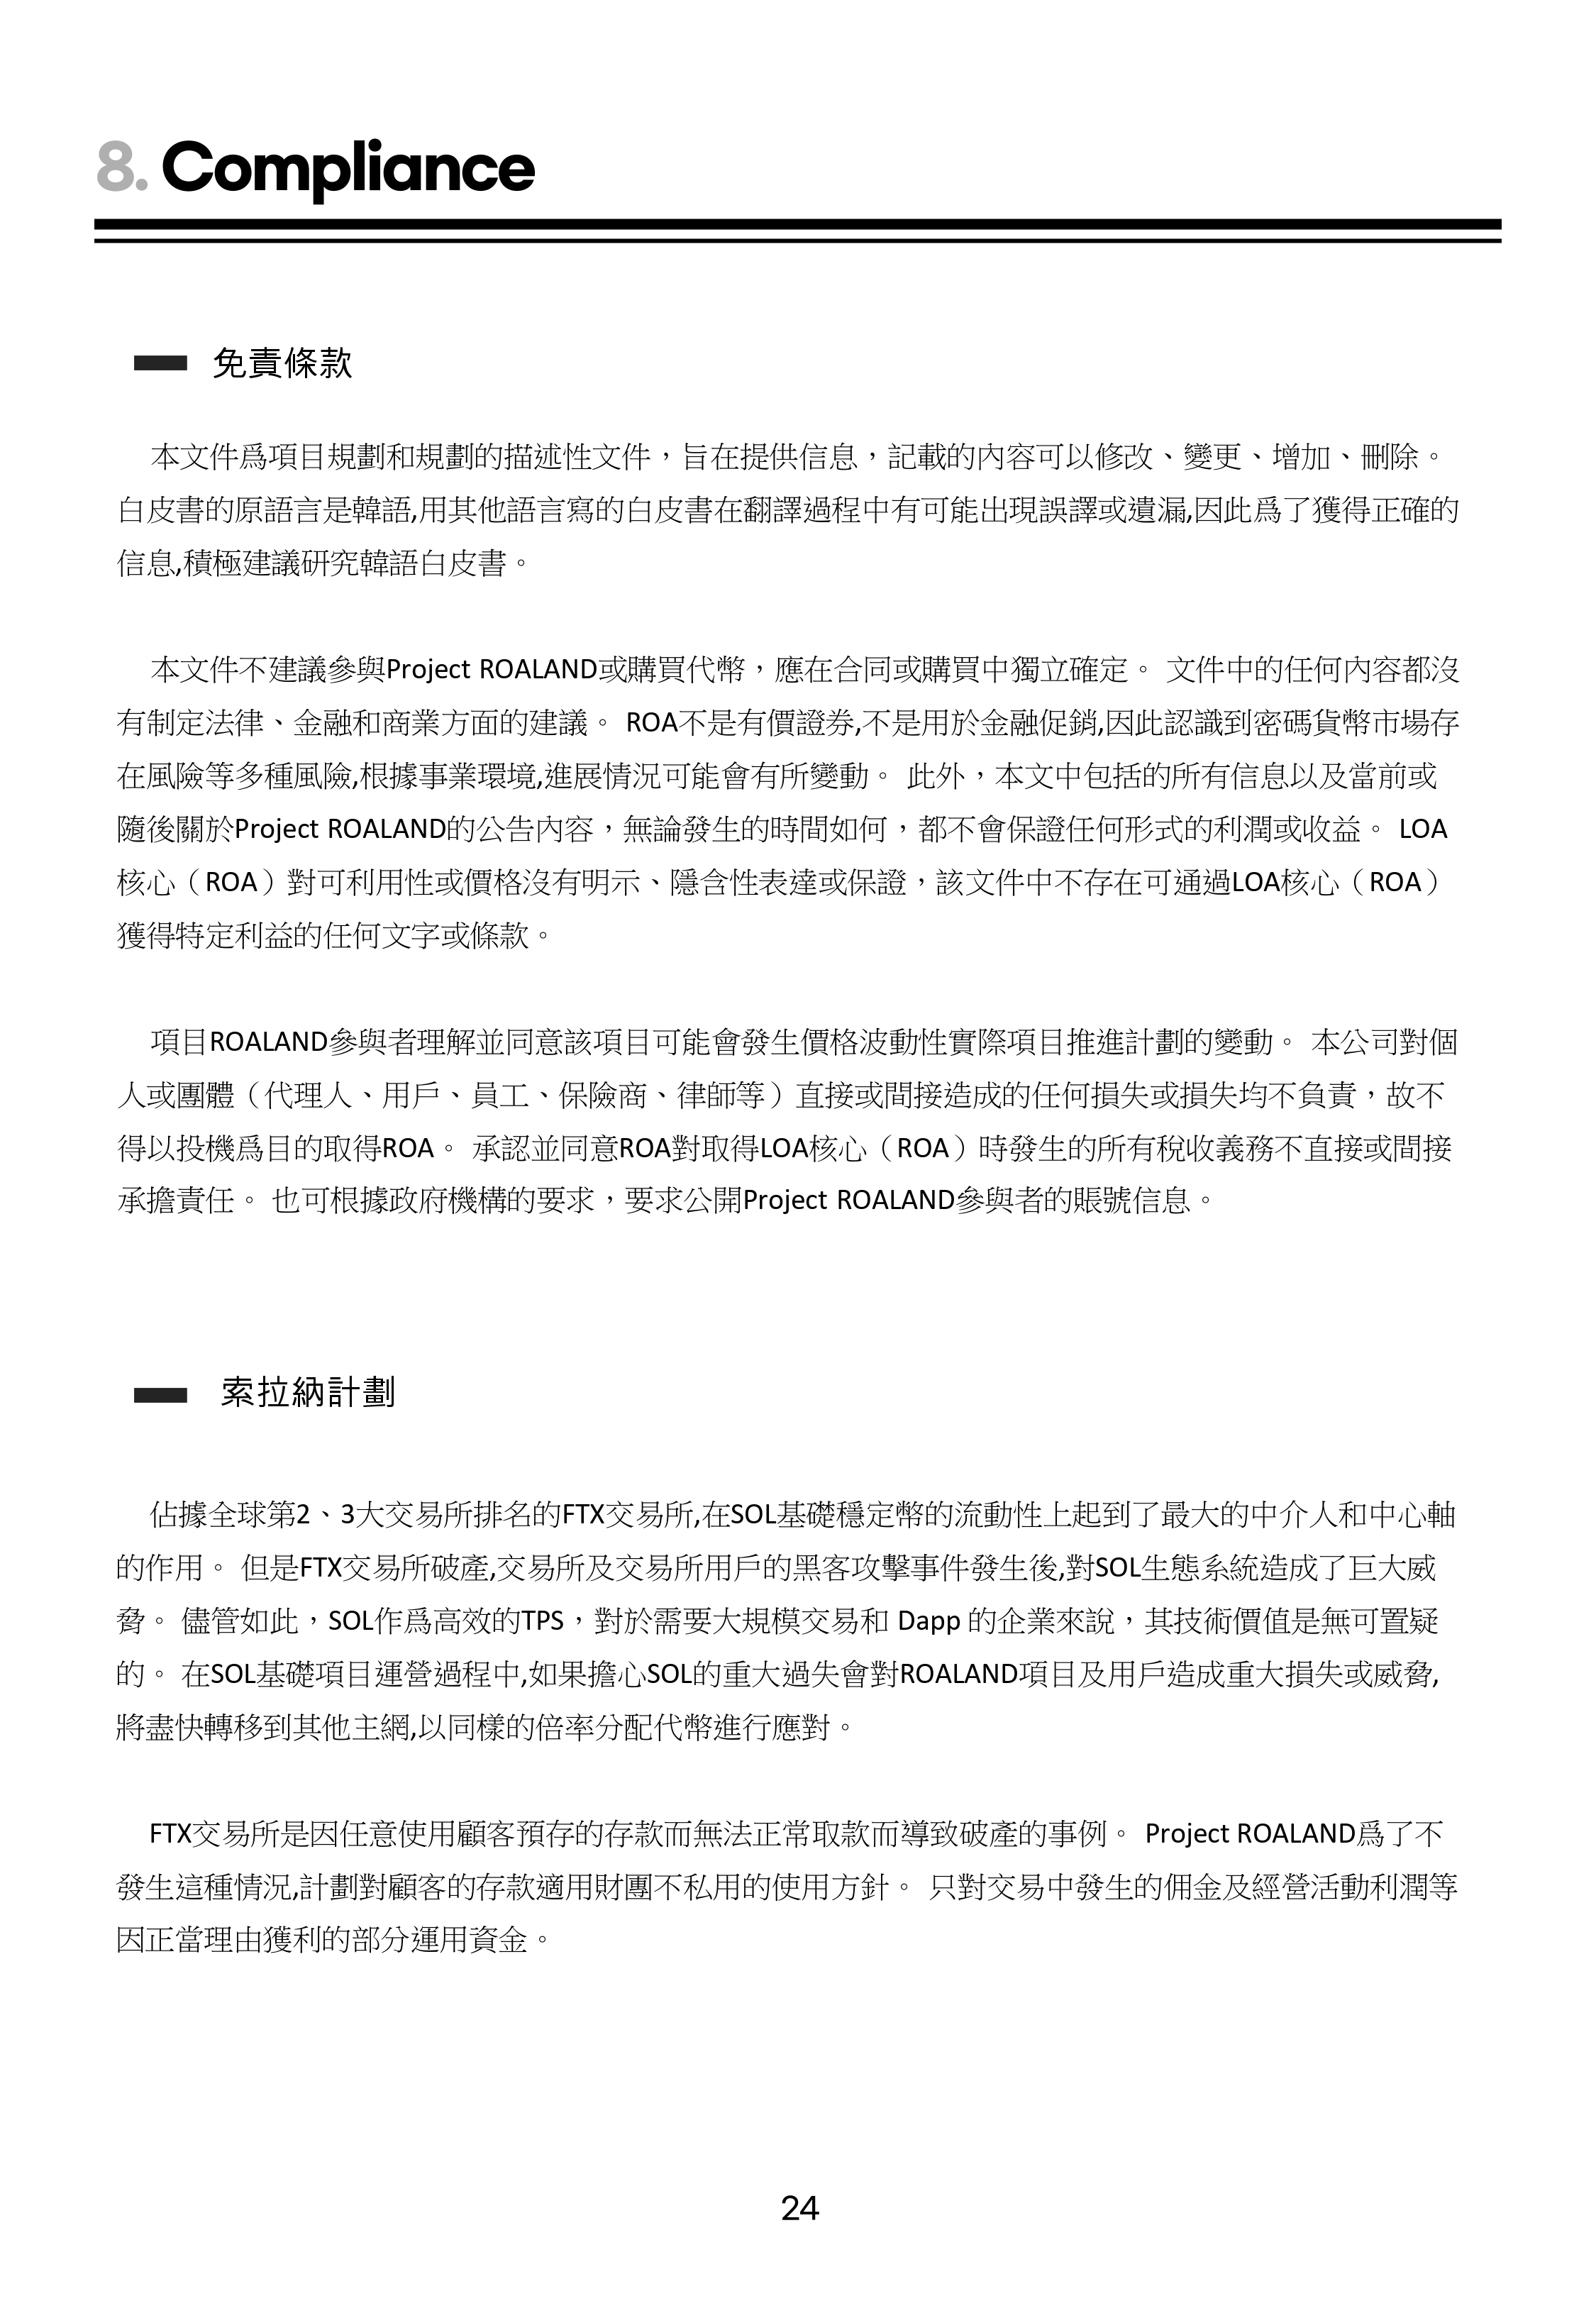 8. Compliance
免責條款
本文件爲項目規劃和規劃的描述性文件，旨在提供信息，記載的內容可以修改、變更、增加、刪除。
白皮書的原語言是韓語,用其他語言寫的白皮書在翻譯過程中有可能出現誤譯或遺漏,因此爲了獲得正確的
信息,積極建議研究韓語白皮書。
本文件不建議參與Project ROALAND或購買代幣，應在合同或購買中獨立確定。 文件中的任何內容都沒
有制定法律、金融和商業方面的建議。 ROA不是有價證券,不是用於金融促銷,因此認識到密碼貨幣市場存
在風險等多種風險,根據事業環境,進展情況可能會有所變動。 此外，本文中包括的所有信息以及當前或
隨後關於Project ROALAND的公告內容，無論發生的時間如何，都不會保證任何形式的利潤或收益。 LOA
核心（ROA）對可利用性或價格沒有明示、隱含性表達或保證，該文件中不存在可通過LOA核心（ROA）
獲得特定利益的任何文字或條款。
項目ROALAND參與者理解並同意該項目可能會發生價格波動性實際項目推進計劃的變動。 本公司對個
人或團體（代理人、用戶、員工、保險商、律師等）直接或間接造成的任何損失或損失均不負責，故不
得以投機爲目的取得ROA。 承認並同意ROA對取得LOA核心（ROA）時發生的所有稅收義務不直接或間接
承擔責任。 也可根據政府機構的要求，要求公開Project ROALAND參與者的賬號信息。
索拉納計劃
佔據全球第2、3大交易所排名的FTX交易所,在SOL基礎穩定幣的流動性上起到了最大的中介人和中心軸
的作用。 但是FTX交易所破產,交易所及交易所用戶的黑客攻擊事件發生後,對SOL生態系統造成了巨大威
脅。 儘管如此，SOL作爲高效的TPS，對於需要大規模交易和 Dapp 的企業來說，其技術價值是無可置疑
的。 在SOL基礎項目運營過程中,如果擔心SOL的重大過失會對ROALAND項目及用戶造成重大損失或威脅,
將盡快轉移到其他主網,以同樣的倍率分配代幣進行應對。
FTX交易所是因任意使用顧客預存的存款而無法正常取款而導致破產的事例。 Project ROALAND爲了不
發生這種情況,計劃對顧客的存款適用財團不私用的使用方針。 只對交易中發生的佣金及經營活動利潤等
因正當理由獲利的部分運用資金。
24